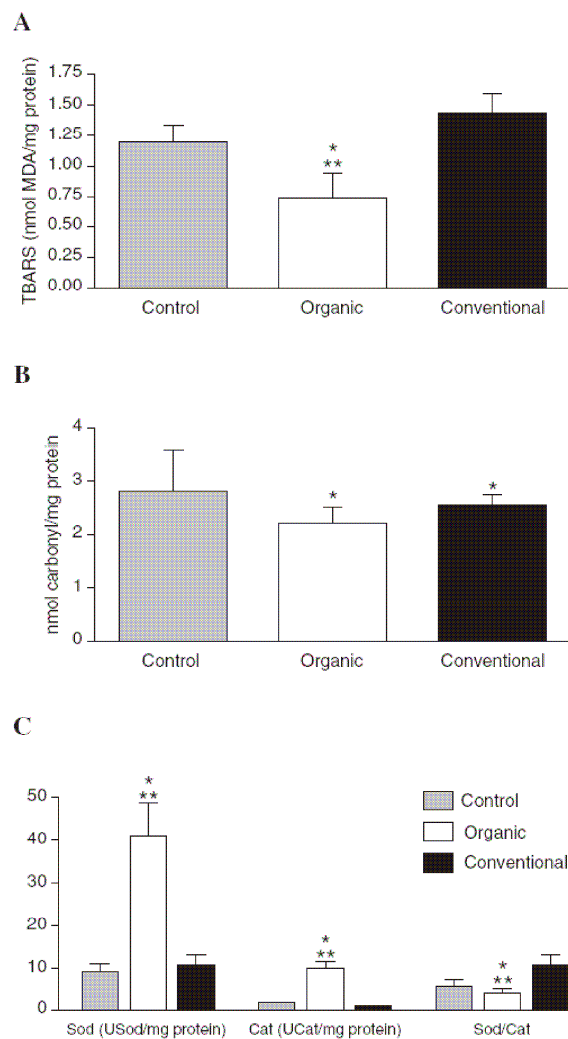 A
TBARS (nmol MDA/mg protein)
1.75
1.50
1.25
1.00
0.75
0.50
0.25
0.00
*
**
Control Organic Conventional
B
nmol carbonyl/mg protein
4
3
2
1
0
*
*
Control Organic Conventional
C
50
40
30
20
10
0
*
**
*
**
*
**
Control
Organic
Conventional
Sod (USod/mg protein) Cat (UCat/mg protein) Sod/Cat